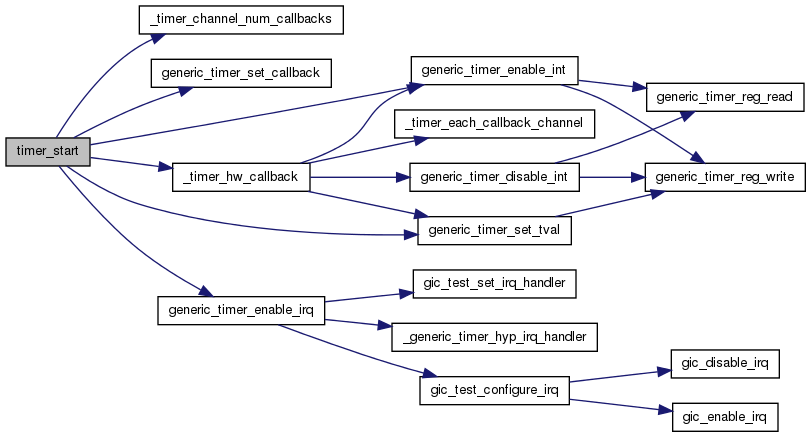 timer_start
_timer_channel_num_callbacks
generic_timer_set_callback
_timer_hw_callback
generic_timer_enable_irq
generic_timer_enable_int
_timer_each_callback_channel
generic_timer_disable_int
generic_timer_set_tval
gic_test_set_irq_handler
_generic_timer_hyp_irq_handler
gic_test_configure_irq
generic_timer_reg_read
generic_timer_reg_write
gic_disable_irq
gic_enable_irq